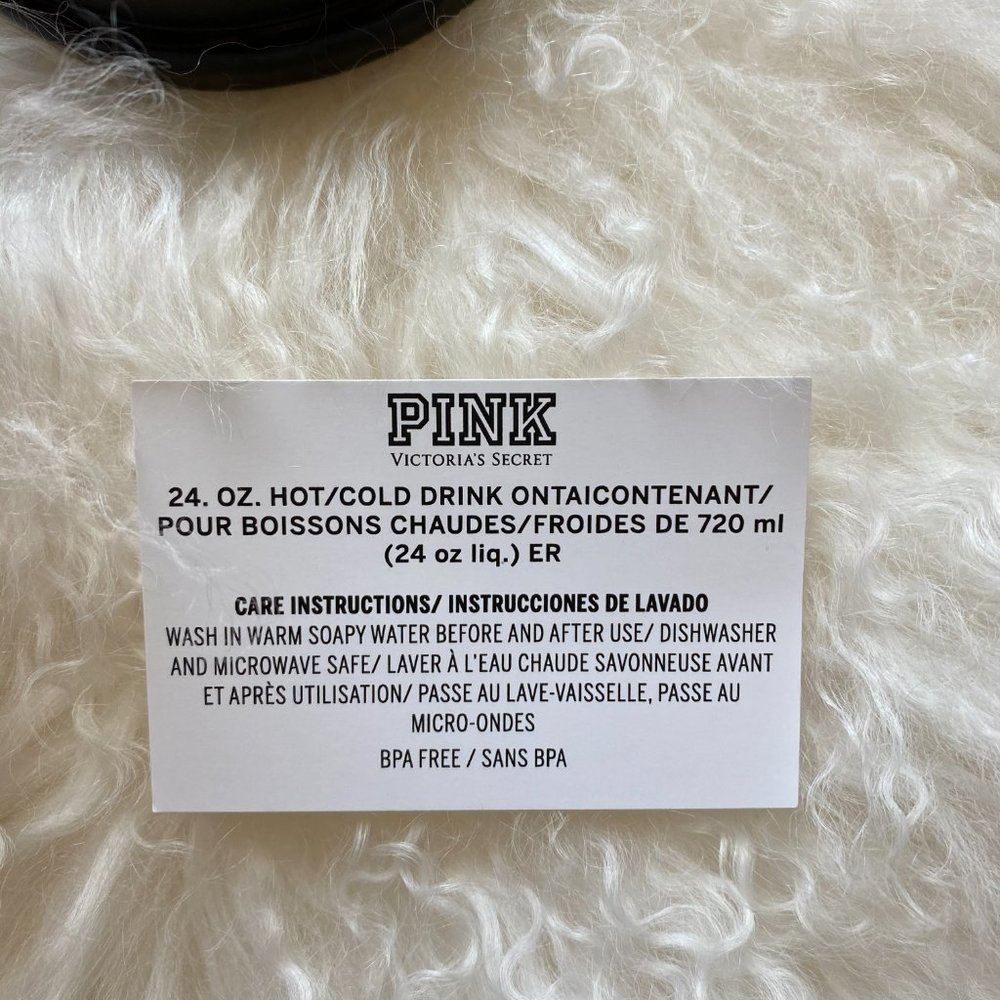 PINK
VICTORIA'S SECRET
24. OZ. HOT/COLD DRINK ONTAICONTENANT/
POUR BOISSONS CHAUDES/FROIDES DE 720 ml
(24 oz liq.) ER
CARE INSTRUCTIONS/ INSTRUCCIONES DE LAVADO
WASH IN WARM SOAPY WATER BEFORE AND AFTER USE/ DISHWASHER
AND MICROWAVE SAFE/ LAVER À L'EAU CHAUDE SAVONNEUSE AVANT
ET APRÈS UTILISATION/ PASSE AU LAVE-VAISSELLE, PASSE AU
MICRO-ONDES
BPA FREE / SANS BPA